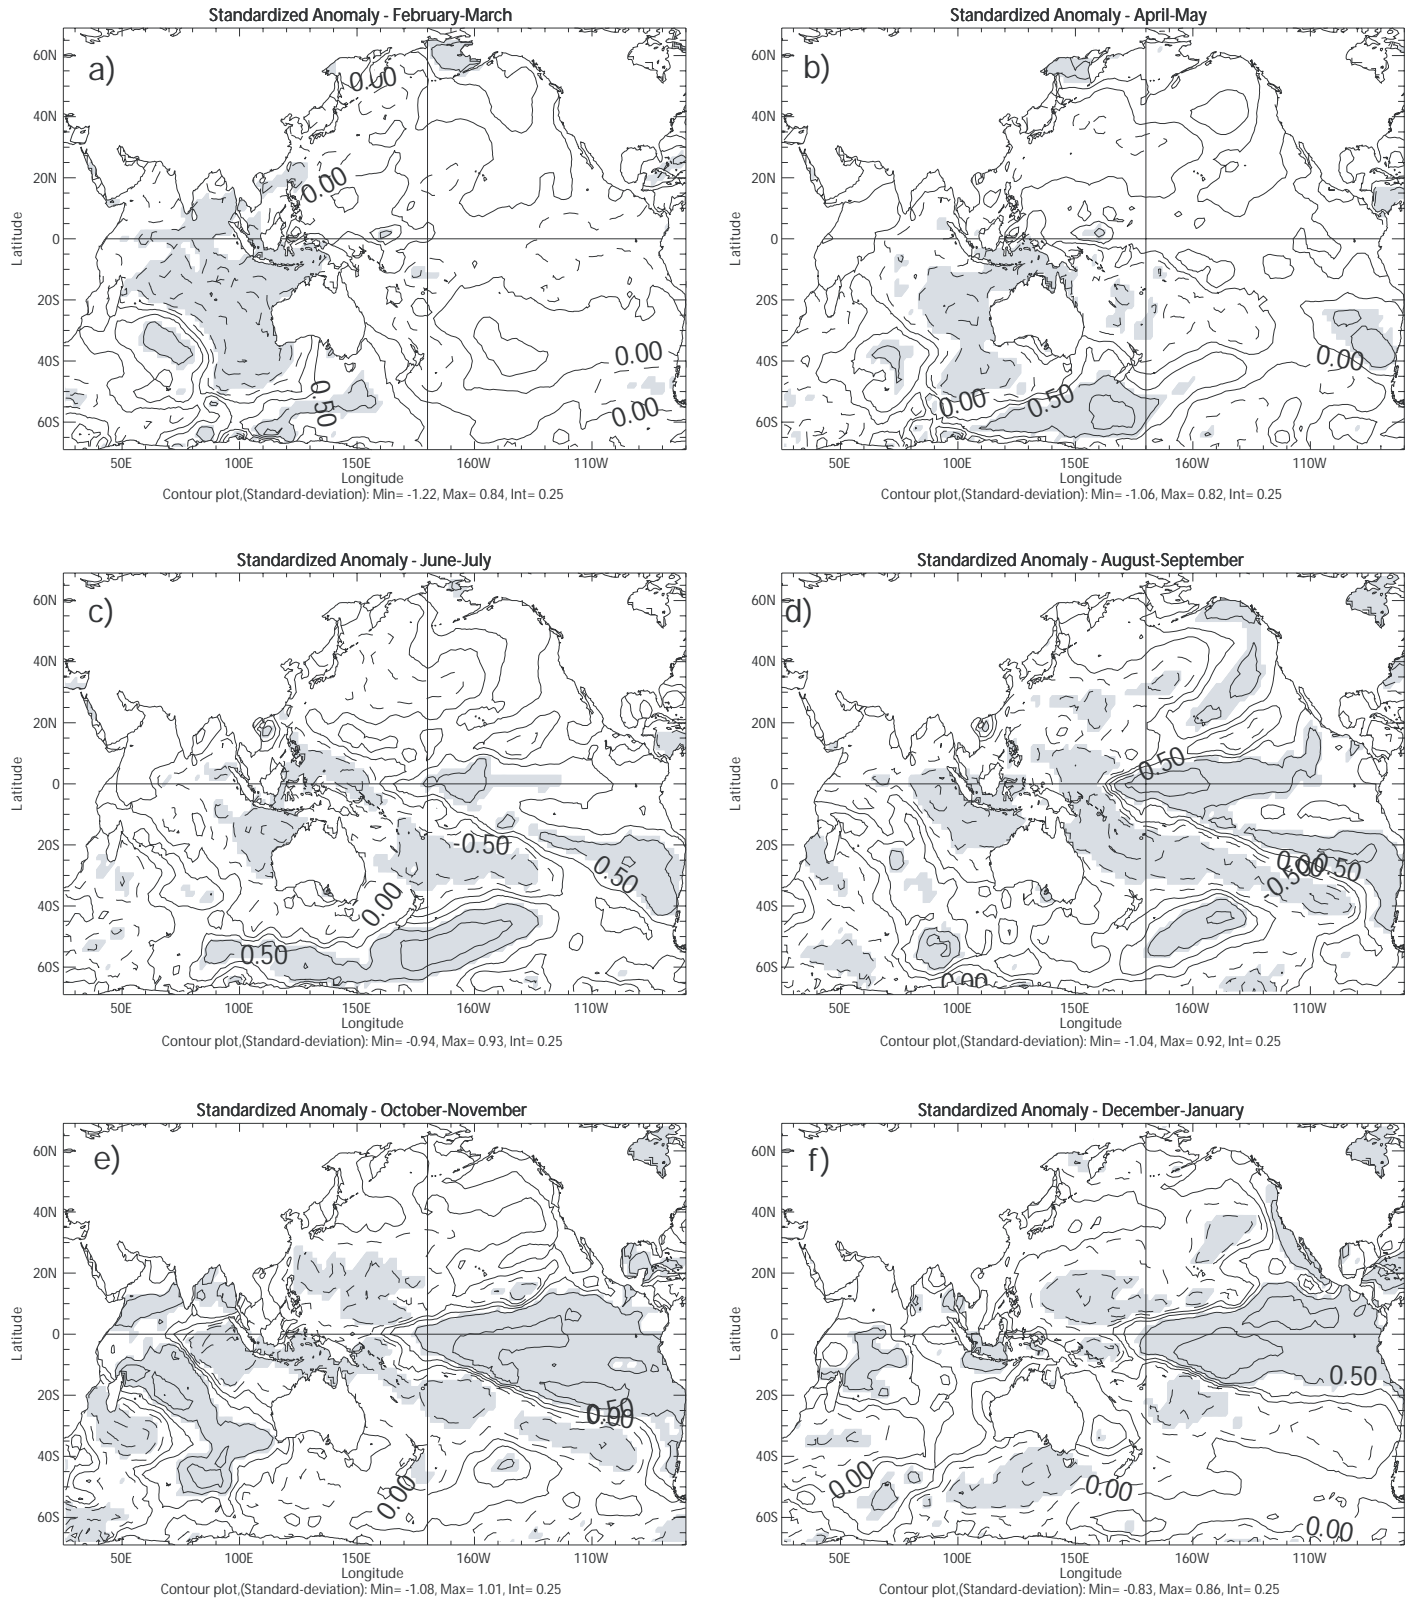 Standardized Anomaly - February-March
a)
0.00
0.00
0.50
0.00
0.00
60N
40N
20N
0
20S
40S
60S
Latitude
50E 100E 150E 160W 110W
Longitude
Contour plot,(Standard-deviation): Min= -1.22, Max= 0.84, Int= 0.25
Standardized Anomaly - April-May
b)
0.00
0.50
0.00
60N
40N
20N
0
20S
40S
60S
Latitude
50E 100E 150E 160W 110W
Longitude
Contour plot,(Standard-deviation): Min= -1.06, Max= 0.82, Int= 0.25
Standardized Anomaly - June-July
c)
-0.50
0.50
0.00
0.50
60N
40N
20N
0
20S
40S
60S
Latitude
50E 100E 150E 160W 110W
Longitude
Contour plot,(Standard-deviation): Min= -0.94, Max= 0.93, Int= 0.25
Standardized Anomaly - August-September
d)
0.50
0.00
0.50
-0.50
0.00
60N
40N
20N
0
20S
40S
60S
Latitude
50E 100E 150E 160W 110W
Longitude
Contour plot,(Standard-deviation): Min= -1.04, Max= 0.92, Int= 0.25
Standardized Anomaly - October-November
e)
0.50
0.00
0.00
60N
40N
20N
0
20S
40S
60S
Latitude
50E 100E 150E 160W 110W
Longitude
Contour plot,(Standard-deviation): Min= -1.08, Max= 1.01, Int= 0.25
Standardized Anomaly - December-January
f)
0.50
0.00
0.00
0.00
60N
40N
20N
0
20S
40S
60S
Latitude
50E 100E 150E 160W 110W
Longitude
Contour plot,(Standard-deviation): Min= -0.83, Max= 0.86, Int= 0.25